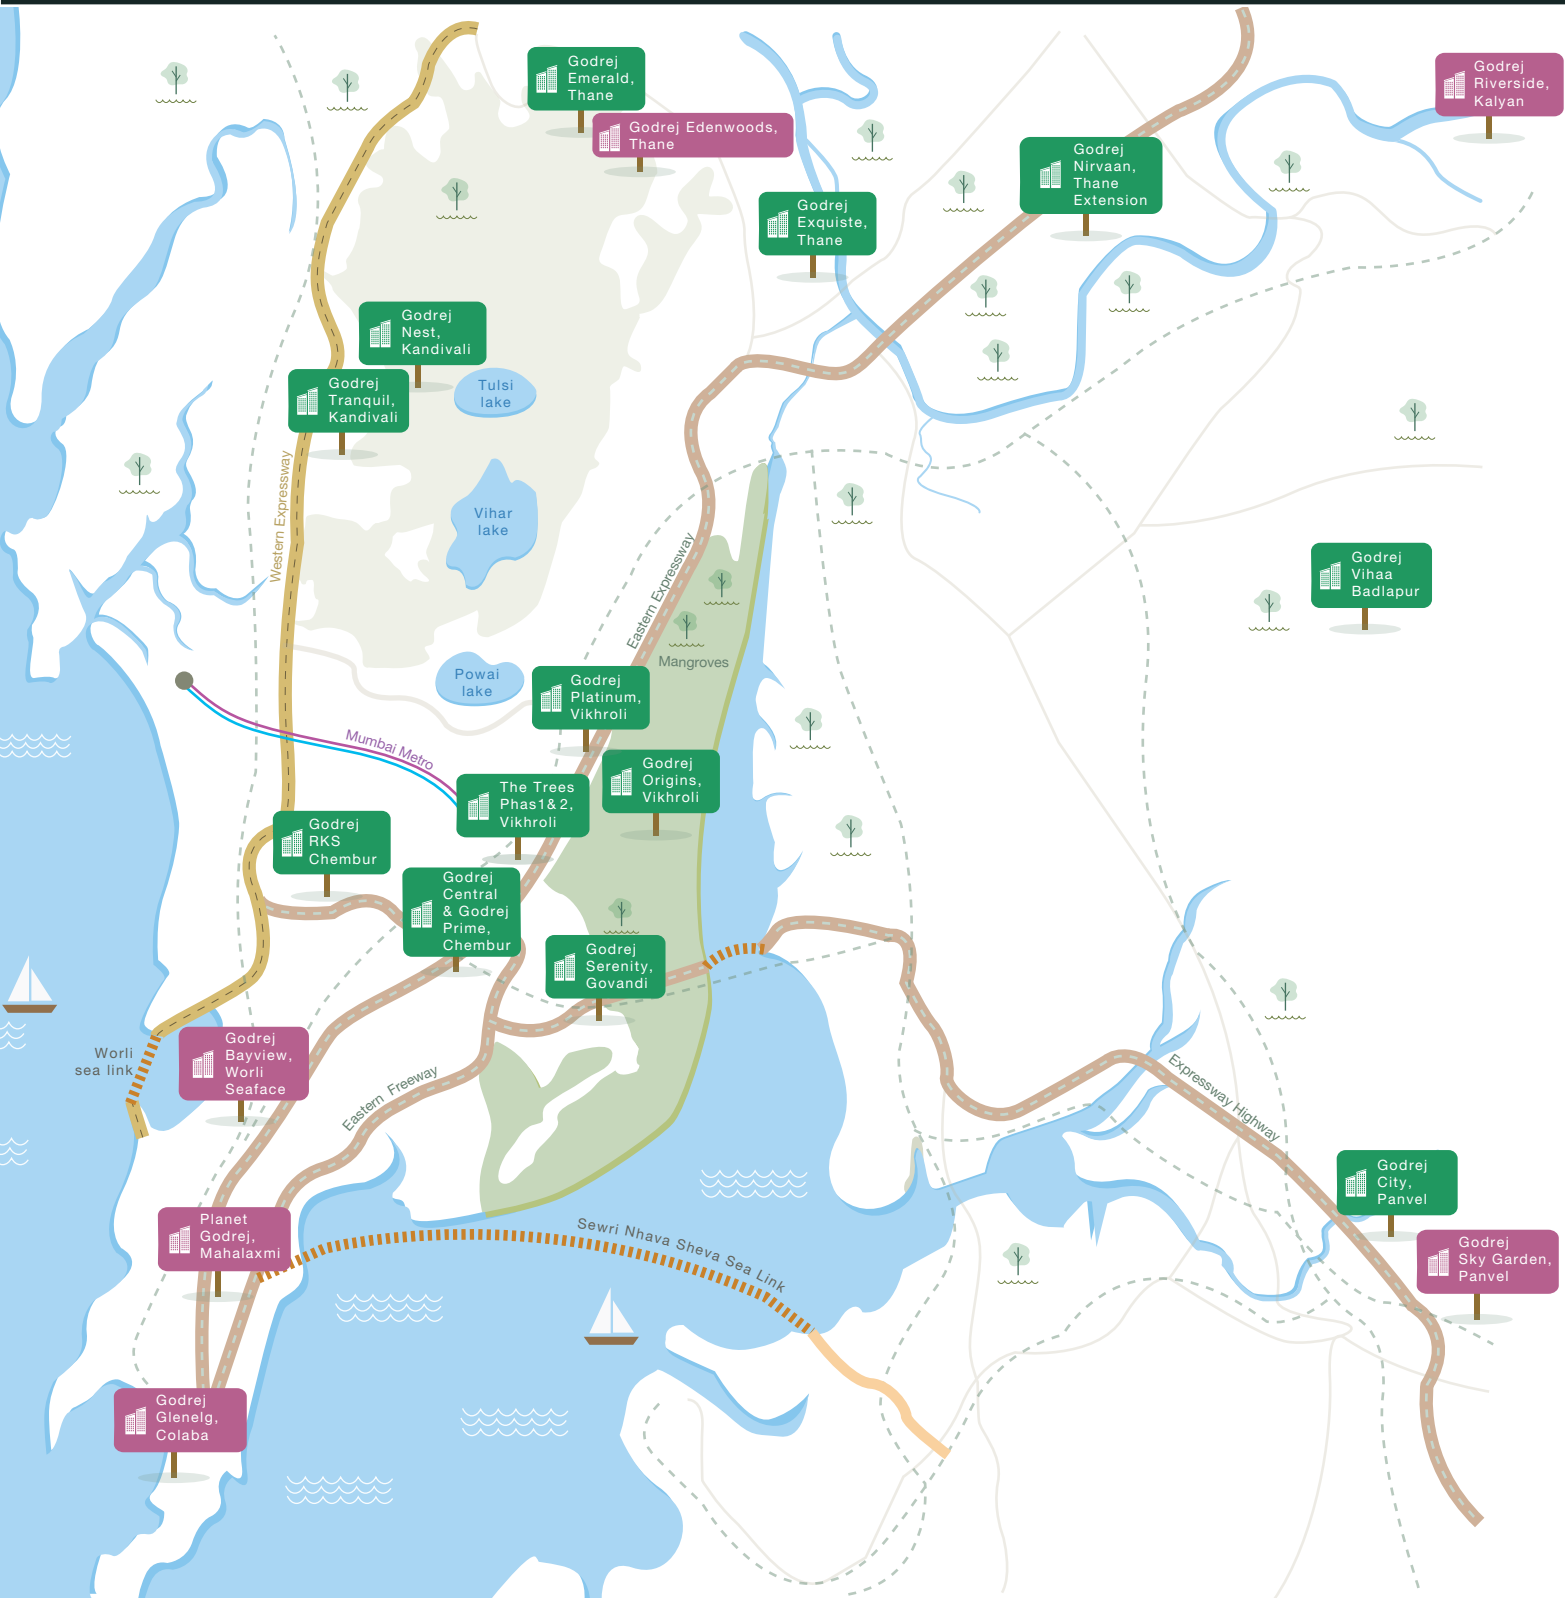 Godrej
Emerald,
Thane
Godrej Edenwoods,
Thane
Godrej
Riverside,
Kalyan
Godrej
Nirvaan,
Thane
Extension
Godrej
Exquiste,
Thane
Godrej
Nest,
Kandivali
Godrej
Tranquil,
Kandivali
Tulsi
lake
Western Expressway
Vihar
lake
Eastern Expressway
Godrej
Vihaa
Badlapur
Mangroves
Powai
lake
Godrej
Platinum,
Vikhroli
Mumbai Metro
Godrej
Origins,
Vikhroli
The Trees
Phas1&2,
Vikhroli
Godrej
RKS
Chembur
Godrej
Central
& Godrej
Prime,
Chembur
Godrej
Serenity,
Govandi
Worli
sea link
Godrej
Bayview,
Worli
Seaface
Eastern Freeway
Expressway Highway
Godrej
City,
Panvel
Planet
Godrej,
Mahalaxmi
Sewri Nhava Sheva Sea Link
Godrej
Sky Garden,
Panvel
Godrej
Glenelg,
Colaba